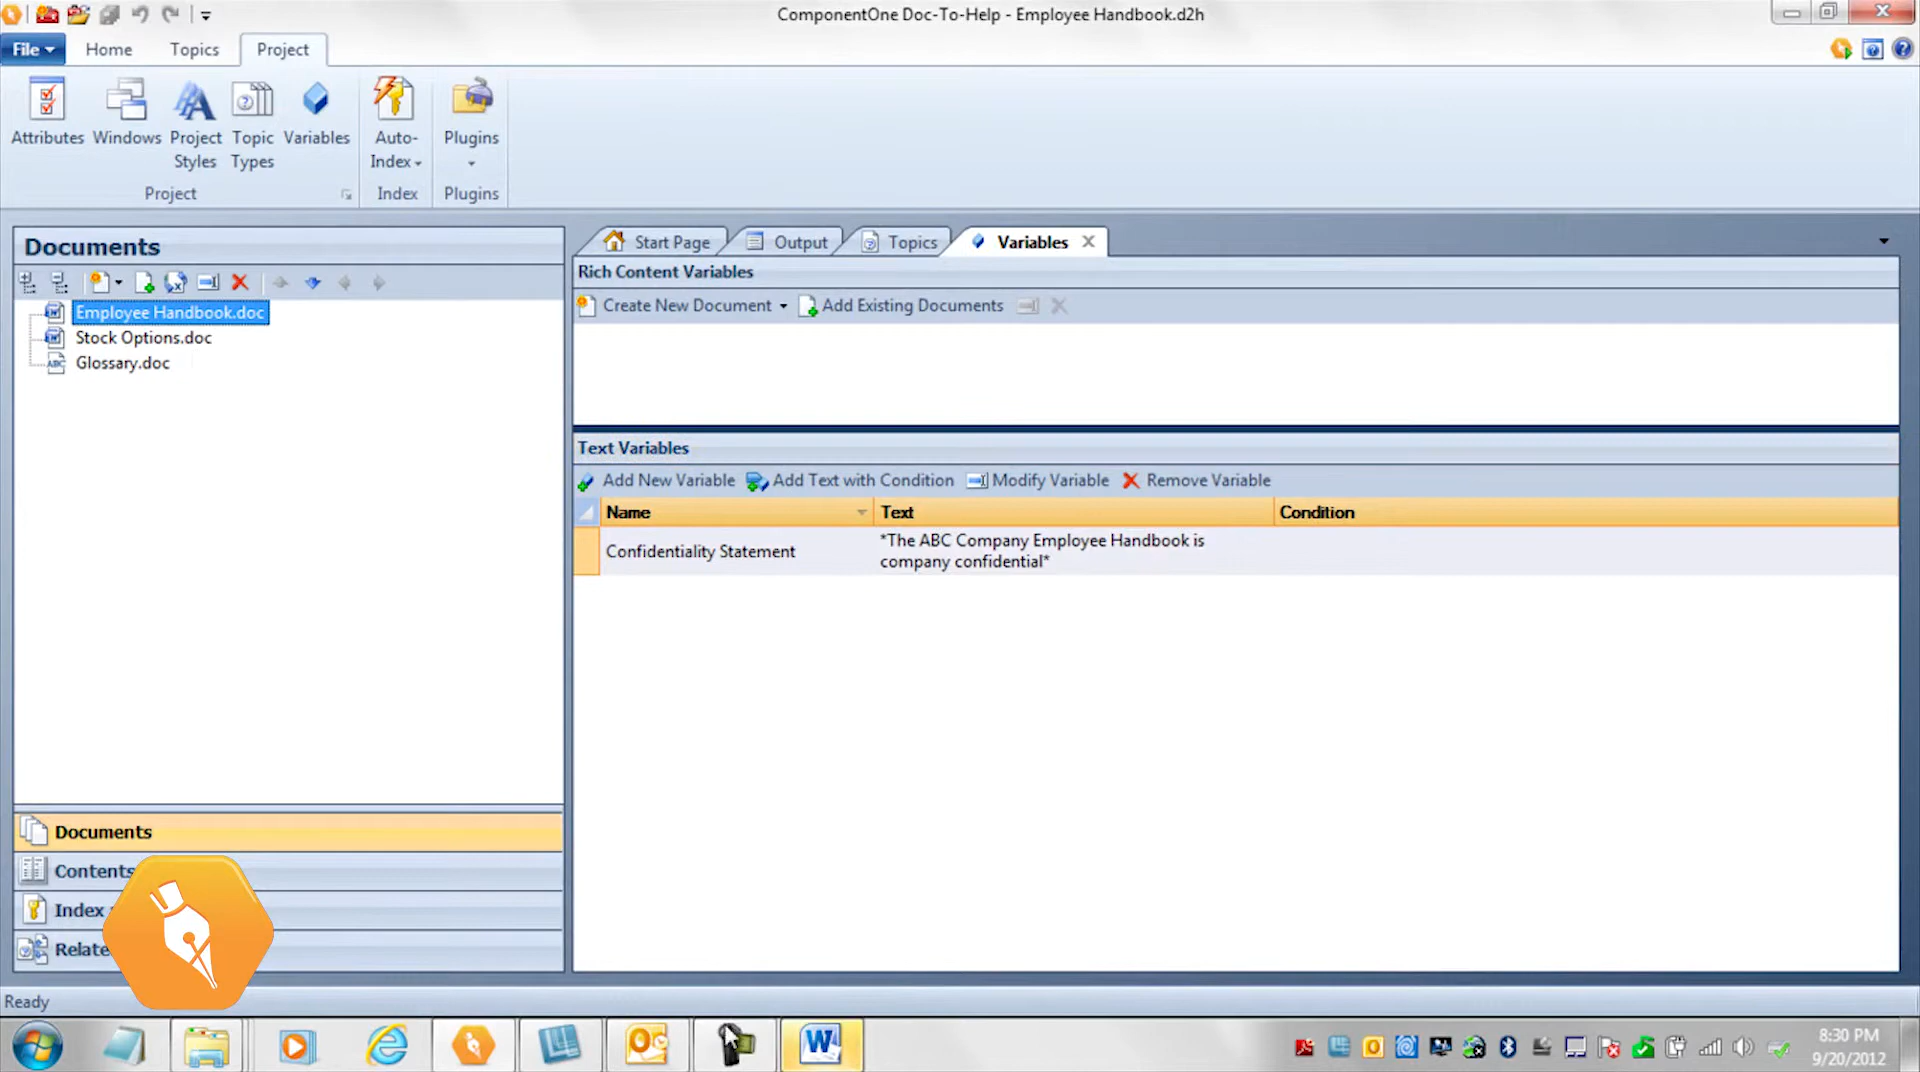 ComponentOne Doc-To-Help - Employee Handbook.d2h
File Home Topics Project
Attributes Windows Project Styles Topic Types Variables Auto-Index Plugins
Project Index Plugins
Documents
Employee Handbook.doc
Stock Options.doc
Glossary.doc
Documents
Contents
Index
Relate
Start Page Output Topics Variables
Rich Content Variables
Create New Document Add Existing Documents
Text Variables
Add New Variable Add Text with Condition Modify Variable Remove Variable
Name Text Condition
Confidentiality Statement
*The ABC Company Employee Handbook is
company confidential*
Ready
8:30 PM
9/20/2012